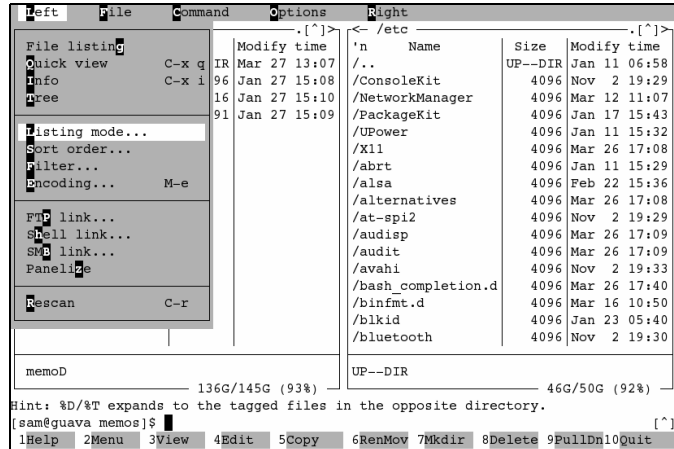 Left File Command Options Right
.[^]> <- /etc .[^]>
File listing Modify time 'n Name Size Modify time
Quick view C-x q IR Mar 27 13:07 /.. UP--DIR Jan 11 06:58
Info C-x i 96 Jan 27 15:08 /ConsoleKit 4096 Nov 2 19:29
Tree 16 Jan 27 15:10 /NetworkManager 4096 Mar 12 11:07
91 Jan 27 15:09 /PackageKit 4096 Jan 17 15:43
Listing mode... /UPower 4096 Jan 11 15:32
Sort order... /X11 4096 Mar 26 17:08
Filter... /abrt 4096 Jan 11 15:29
Encoding... M-e /alsa 4096 Feb 22 15:36
/alternatives 4096 Mar 26 17:08
FTP link... /at-spi2 4096 Nov 2 19:29
Shell link... /audisp 4096 Mar 26 17:09
SMB link... /audit 4096 Mar 26 17:09
Panelize /avahi 4096 Nov 2 19:33
/bash_completion.d 4096 Mar 26 17:40
Rescan C-r /binfmt.d 4096 Mar 16 10:50
/blkid 4096 Jan 23 05:40
/bluetooth 4096 Nov 2 19:30
memoD UP--DIR
136G/145G (93%) 46G/50G (92%)
Hint: %D/%T expands to the tagged files in the opposite directory.
[sam@guava memos]$ [^]
1Help 2Menu 3View 4Edit 5Copy 6RenMov 7Mkdir 8Delete 9PullDn 10Quit